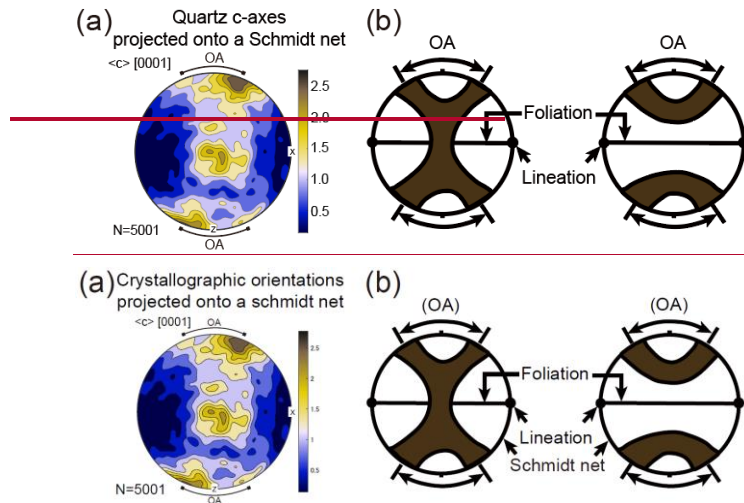 (a)
Quartz c-axes
projected onto a Schmidt net
<c> [0001]
OA
2.5
2.0
1.5
1.0
0.5
x
z
N=5001
OA
(b)
OA
OA
Foliation
Lineation
(a)
Crystallographic orientations
projected onto a schmidt net
<c> [0001]
OA
2.5
2
1.5
1
0.5
x
z
N=5001
OA
(b)
(OA)
(OA)
Foliation
Lineation
Schmidt net